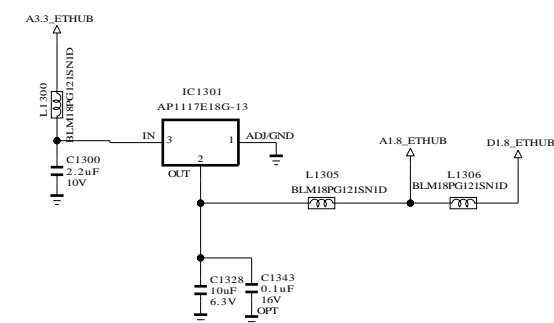 A3.3_ETHUB
L1300
BLM18PG121SN1D
C1300
2.2uF
10V
IC1301
AP1117E18G-13
IN
3
1
ADJ/GND
2
OUT
L1305
BLM18PG121SN1D
A1.8_ETHUB
L1306
BLM18PG121SN1D
D1.8_ETHUB
C1328
10uF
6.3V
C1343
0.1uF
16V
OPT